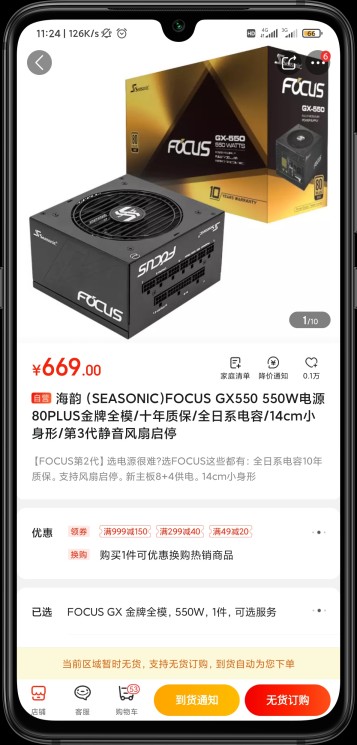 11:24 | 126K/s
4G
3G
HD
66
6
SEASONIC
FOCUS
GX-550
550 WATTS
GX-550
10
YEARS WARRANTY
FOCUS
FOCUS
1/10
¥669.00
家庭清单
降价通知
0.1万
自营 海韵 (SEASONIC)FOCUS GX550 550W电源
80PLUS金牌全模/十年质保/全日系电容/14cm小
身形/第3代静音风扇启停
【FOCUS第2代】选电源很难?选FOCUS这些都有: 全日系电容10年
质保。支持风扇启停。新主板8+4供电。14cm小身形
优惠
领券 满999减150 满299减40 满49减20
换购 购买1件可优惠换购热销商品
已选 FOCUS GX 金牌全模, 550W, 1件, 可选服务
当前区域暂时无货, 支持无货订购, 到货自动为您下单
店铺
客服
53
购物车
到货通知
无货订购